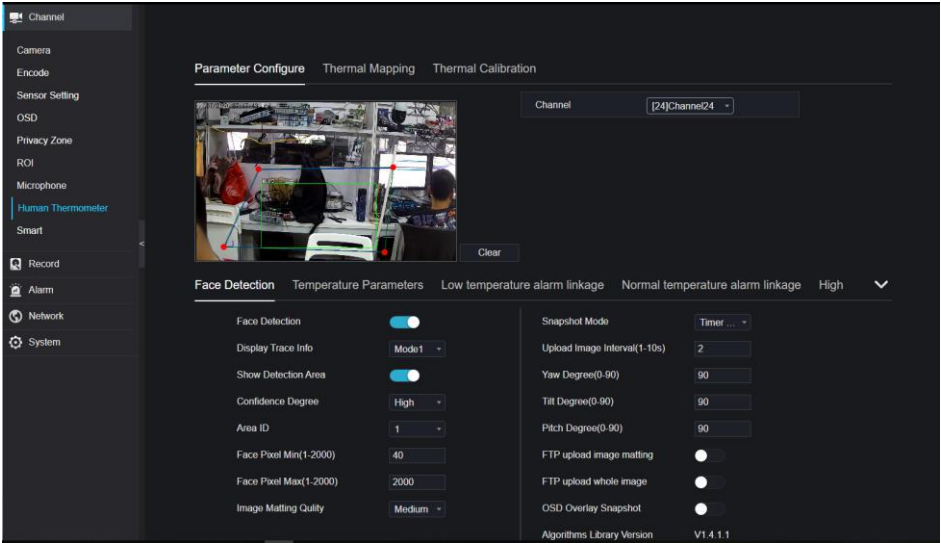 Channel
Camera
Encode
Sensor Setting
OSD
Privacy Zone
ROI
Microphone
Human Thermometer
Smart
Record
Alarm
Network
System
<
Parameter Configure Thermal Mapping Thermal Calibration
Channel [24]Channel24
Clear
Face Detection Temperature Parameters Low temperature alarm linkage Normal temperature alarm linkage High
Face Detection
Display Trace Info Mode1
Show Detection Area
Confidence Degree High
Area ID 1
Face Pixel Min(1-2000) 40
Face Pixel Max(1-2000) 2000
Image Matting Qulity Medium
Snapshot Mode Timer ...
Upload Image Interval(1-10s) 2
Yaw Degree(0-90) 90
Tilt Degree(0-90) 90
Pitch Degree(0-90) 90
FTP upload image matting
FTP upload whole image
OSD Overlay Snapshot
Algorithms Library Version V1.4.1.1